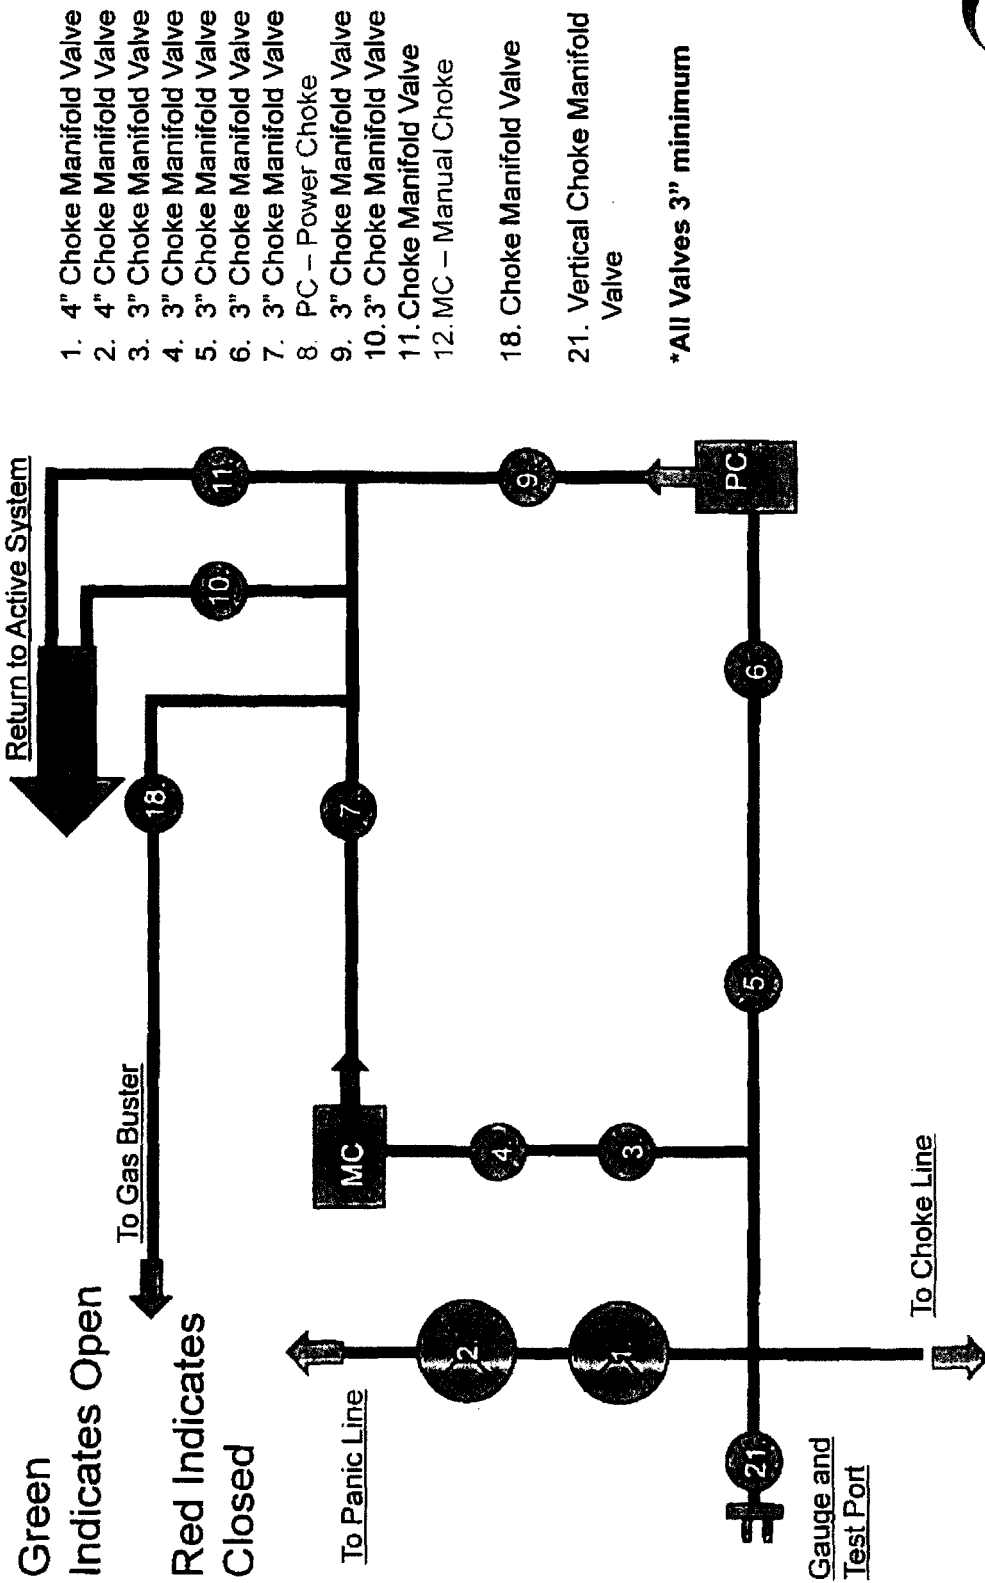 Green
Indicates Open
Red Indicates
Closed
To Gas Buster
Return to Active System
To Panic Line
Gauge and
Test Port
To Choke Line
21
1.
2.
3
4.
MC
5.
6.
PC
7.
9
10.
11.
18.
1. 4" Choke Manifold Valve
2. 4" Choke Manifold Valve
3. 3" Choke Manifold Valve
4. 3" Choke Manifold Valve
5. 3" Choke Manifold Valve
6. 3" Choke Manifold Valve
7. 3" Choke Manifold Valve
8. PC – Power Choke
9. 3" Choke Manifold Valve
10. 3" Choke Manifold Valve
11. Choke Manifold Valve
12. MC – Manual Choke
18. Choke Manifold Valve
21. Vertical Choke Manifold
Valve
*All Valves 3" minimum